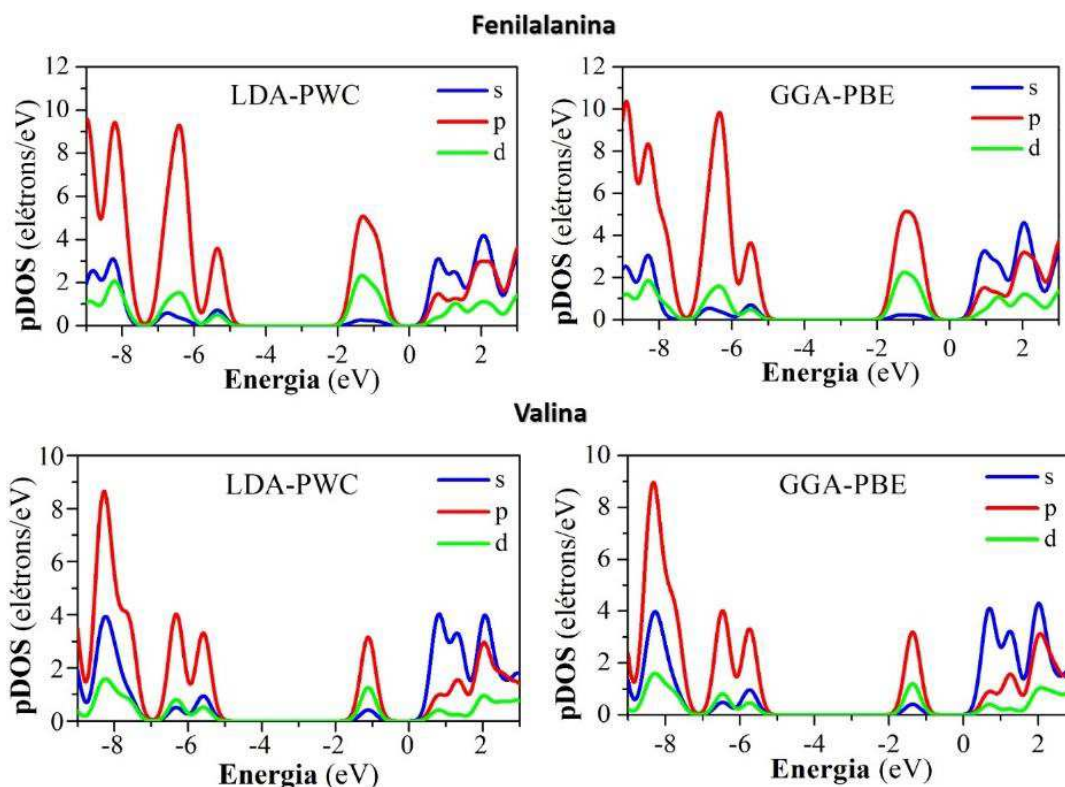 Fenilalanina
LDA-PWC
s
p
d
pDOS (elétrons/eV)
12
10
8
6
4
2
0
-8 -6 -4 -2 0 2
Energia (eV)
GGA-PBE
s
p
d
pDOS (elétrons/eV)
12
10
8
6
4
2
0
-8 -6 -4 -2 0 2
Energia (eV)
Valina
LDA-PWC
s
p
d
pDOS (elétrons/eV)
10
8
6
4
2
0
-8 -6 -4 -2 0 2
Energia (eV)
GGA-PBE
s
p
d
pDOS (elétrons/eV)
10
8
6
4
2
0
-8 -6 -4 -2 0 2
Energia (eV)